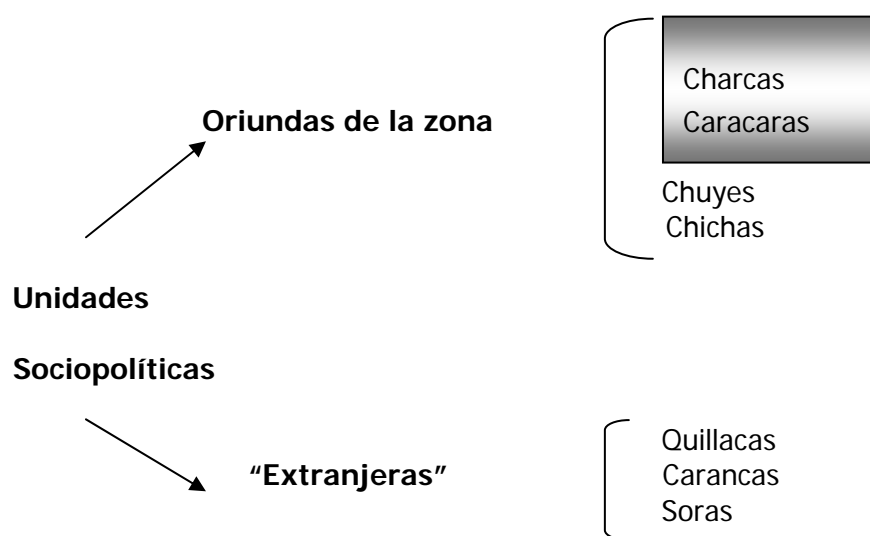 Charcas
Oriundas de la zona
Caracaras
Chuyes
Chichas
Unidades
Sociopolíticas
Quillacas
“Extranjeras”
Carancas
Soras